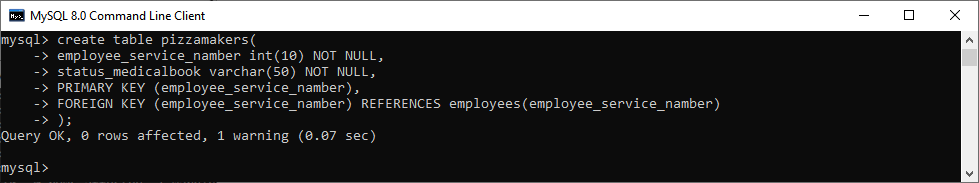 MySQL 8.0 Command Line Client
mysql> create table pizzamakers(
    -> employee_service_namber int(10) NOT NULL,
    -> status_medicalbook varchar(50) NOT NULL,
    -> PRIMARY KEY (employee_service_namber),
    -> FOREIGN KEY (employee_service_namber) REFERENCES employees(employee_service_namber)
    -> );
Query OK, 0 rows affected, 1 warning (0.07 sec)
mysql>